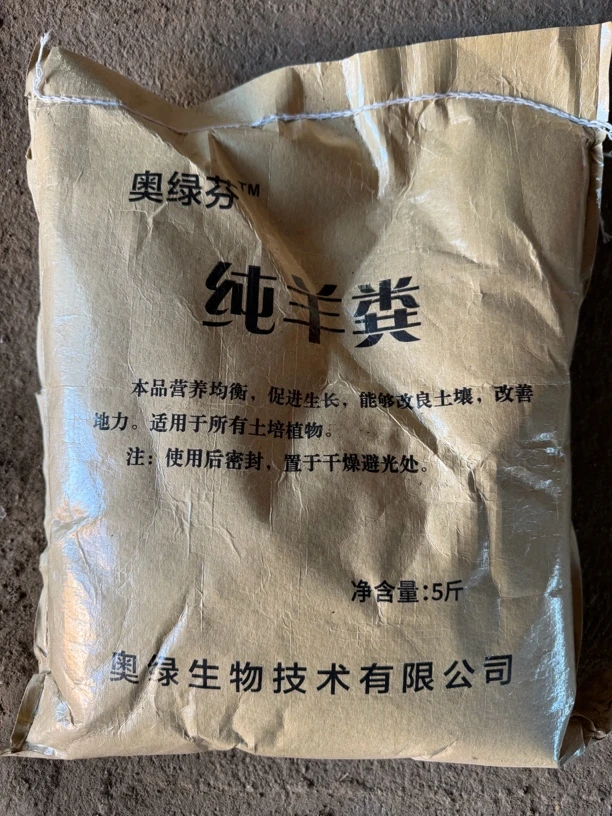 奥绿芬™
纯羊粪
本品营养均衡，促进生长，能够改良土壤，改善
地力。适用于所有土培植物。
注：使用后密封，置于干燥避光处。
净含量：5斤
奥绿生物技术有限公司